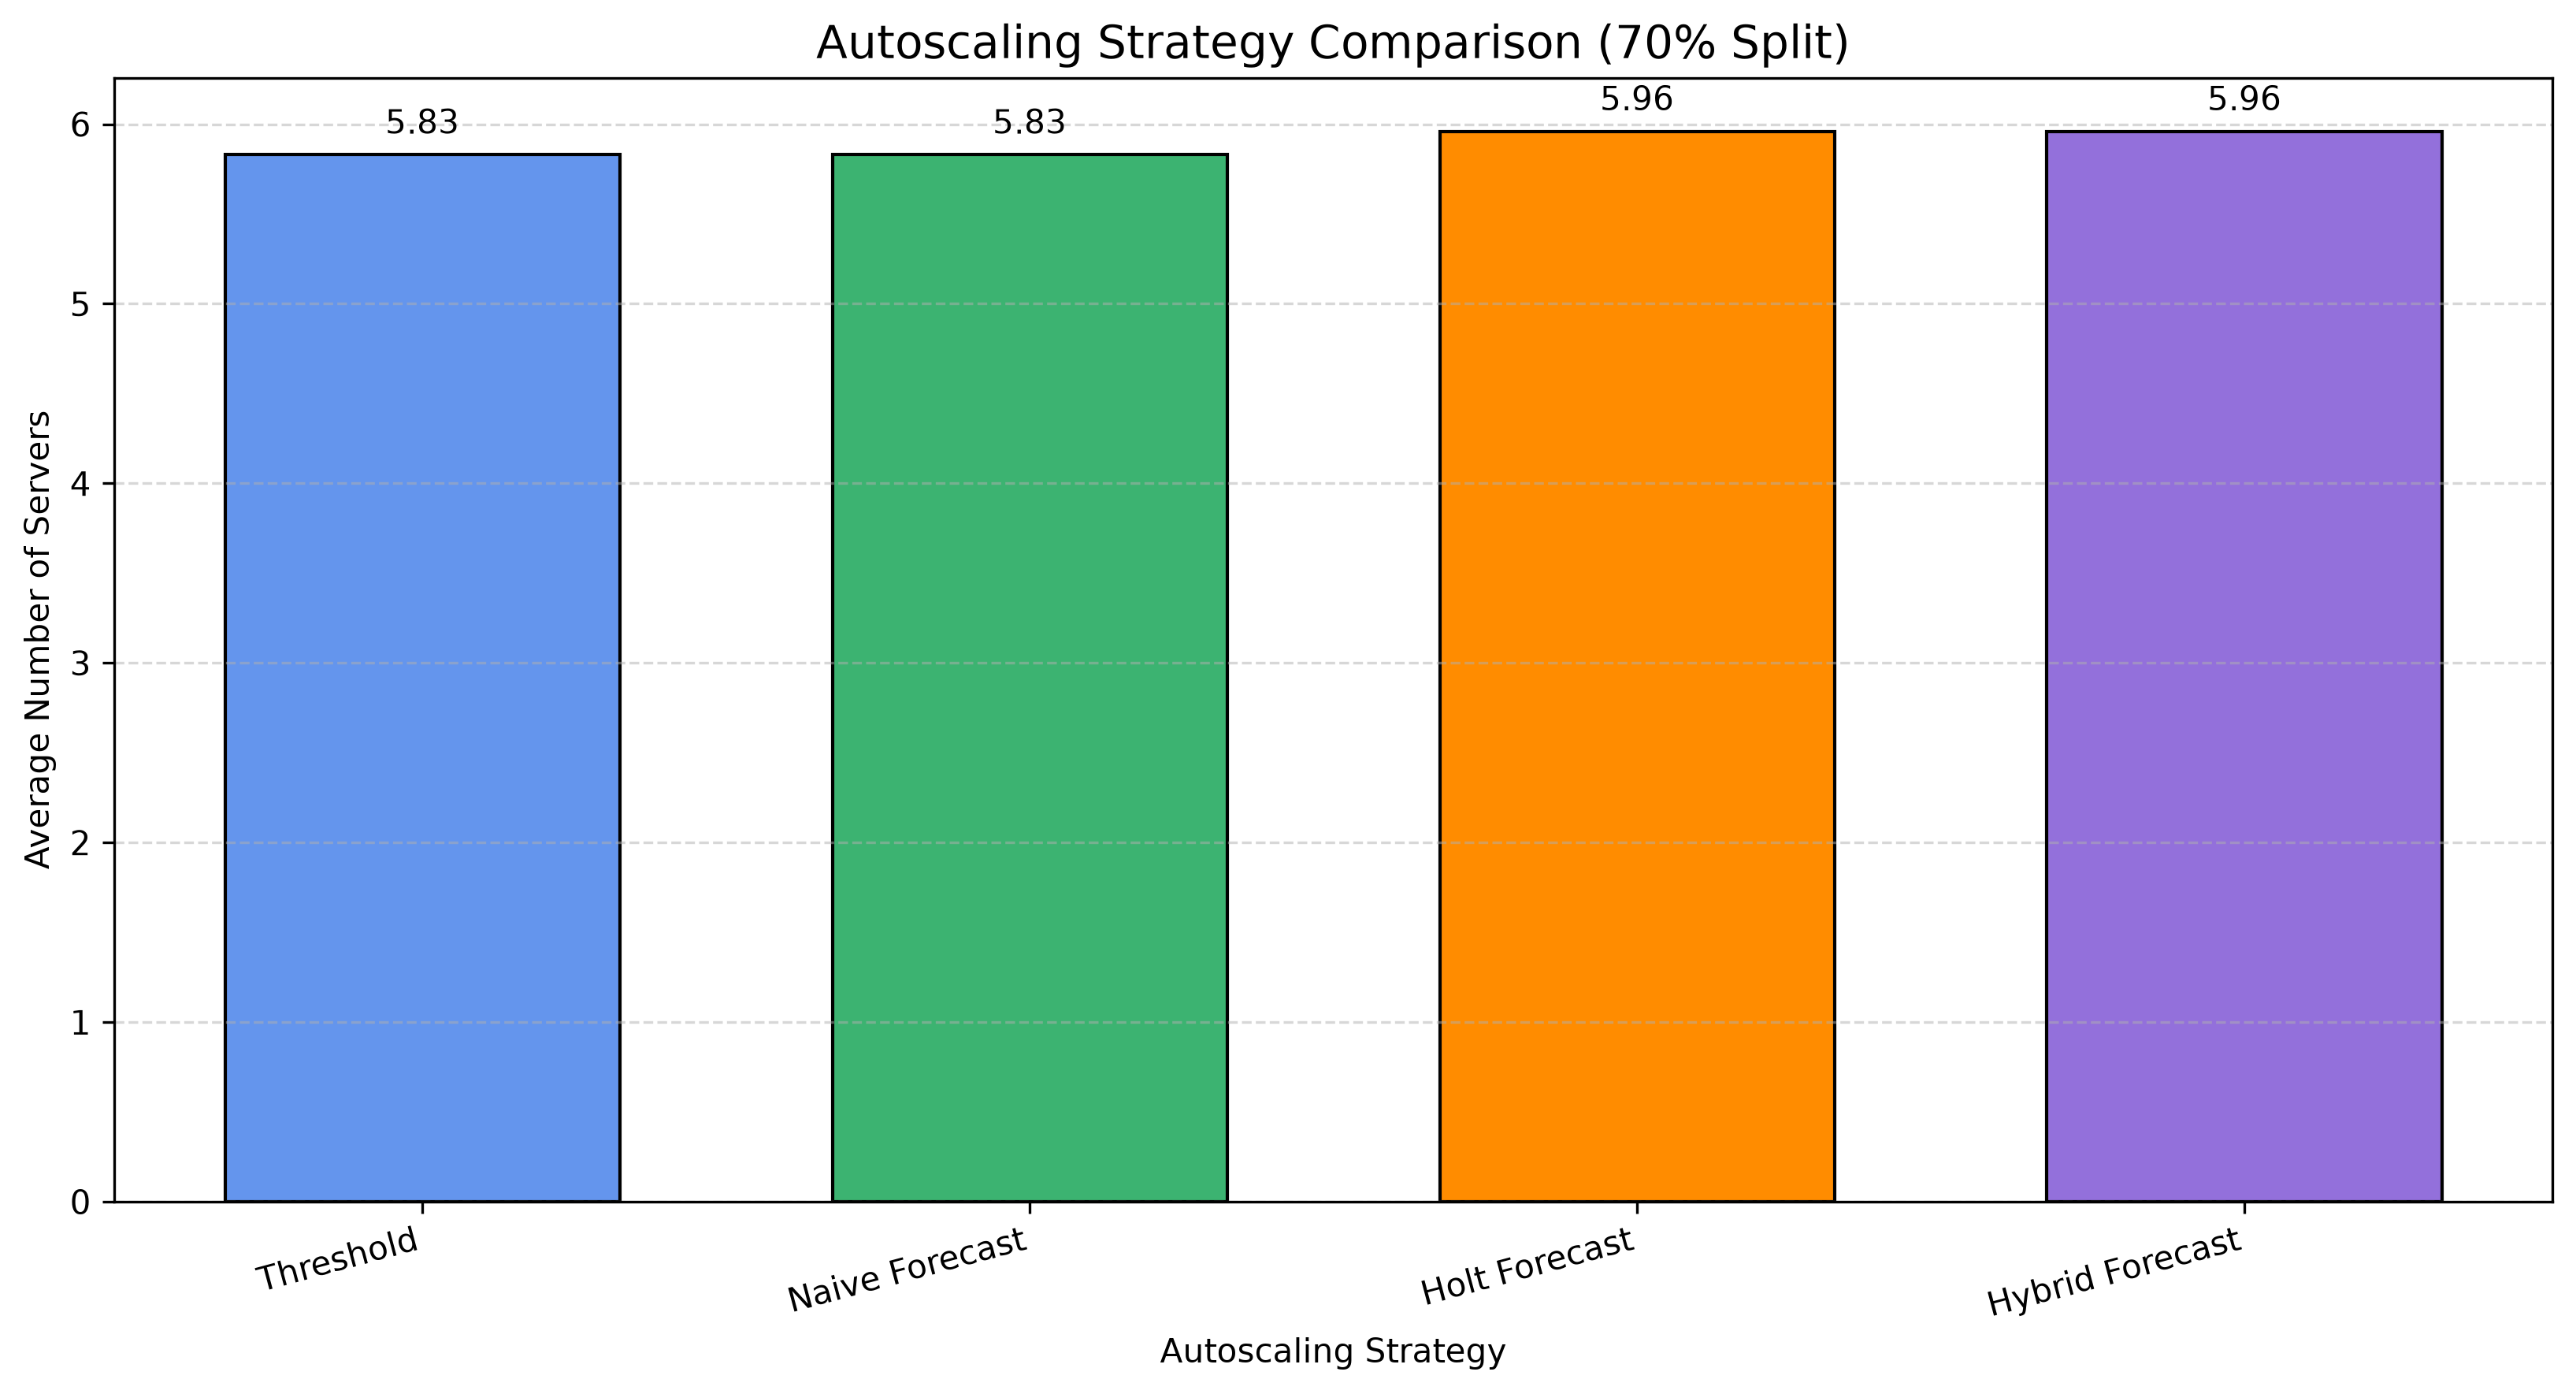 Autoscaling Strategy Comparison (70% Split)
5.83
5.83
5.96
5.96
Average Number of Servers
6
5
4
3
2
1
0
Threshold
Naive Forecast
Holt Forecast
Hybrid Forecast
Autoscaling Strategy